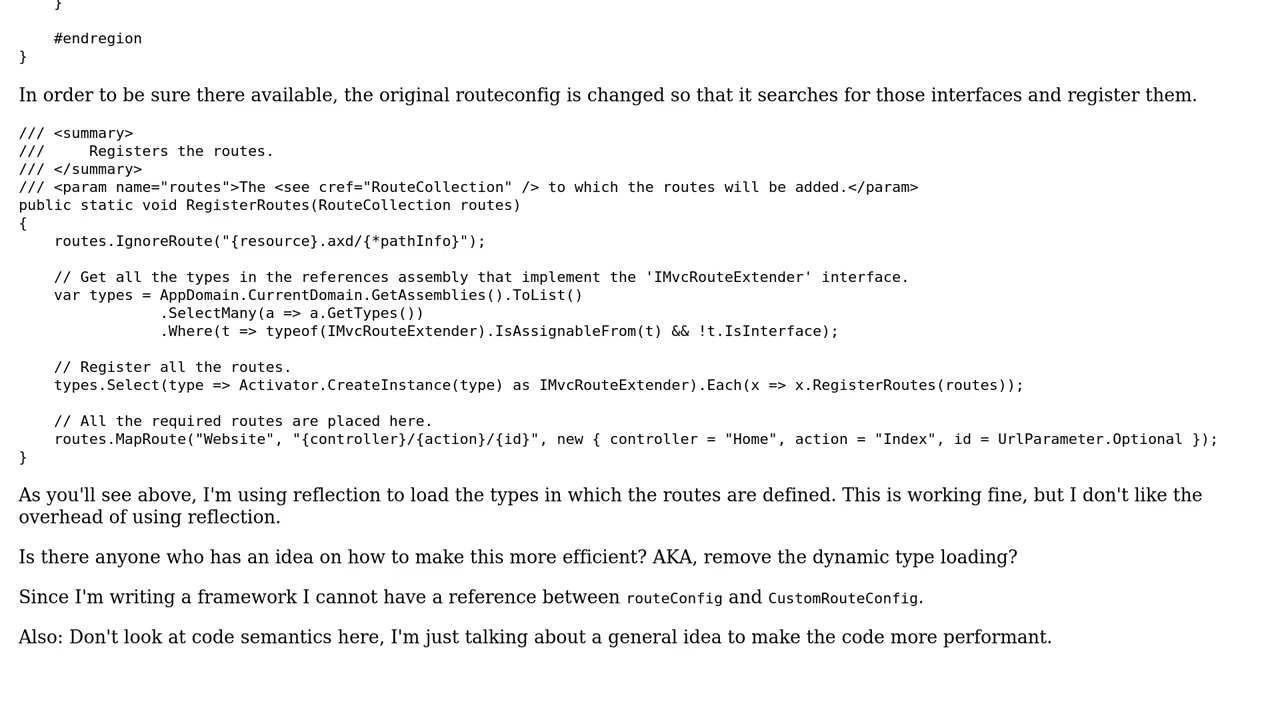 }
#endregion
}
In order to be sure there available, the original routeconfig is changed so that it searches for those interfaces and register them.
/// <summary>
///     Registers the routes.
/// </summary>
/// <param name="routes">The <see cref="RouteCollection" /> to which the routes will be added.</param>
public static void RegisterRoutes(RouteCollection routes)
{
    routes.IgnoreRoute("{resource}.axd/{*pathInfo}");
    // Get all the types in the references assembly that implement the 'IMvcRouteExtender' interface.
    var types = AppDomain.CurrentDomain.GetAssemblies().ToList()
                .SelectMany(a => a.GetTypes())
                .Where(t => typeof(IMvcRouteExtender).IsAssignableFrom(t) && !t.IsInterface);
    // Register all the routes.
    types.Select(type => Activator.CreateInstance(type) as IMvcRouteExtender).Each(x => x.RegisterRoutes(routes));
    // All the required routes are placed here.
    routes.MapRoute("Website", "{controller}/{action}/{id}", new { controller = "Home", action = "Index", id = UrlParameter.Optional });
}
As you'll see above, I'm using reflection to load the types in which the routes are defined. This is working fine, but I don't like the
overhead of using reflection.
Is there anyone who has an idea on how to make this more efficient? AKA, remove the dynamic type loading?
Since I'm writing a framework I cannot have a reference between routeConfig and CustomRouteConfig.
Also: Don't look at code semantics here, I'm just talking about a general idea to make the code more performant.